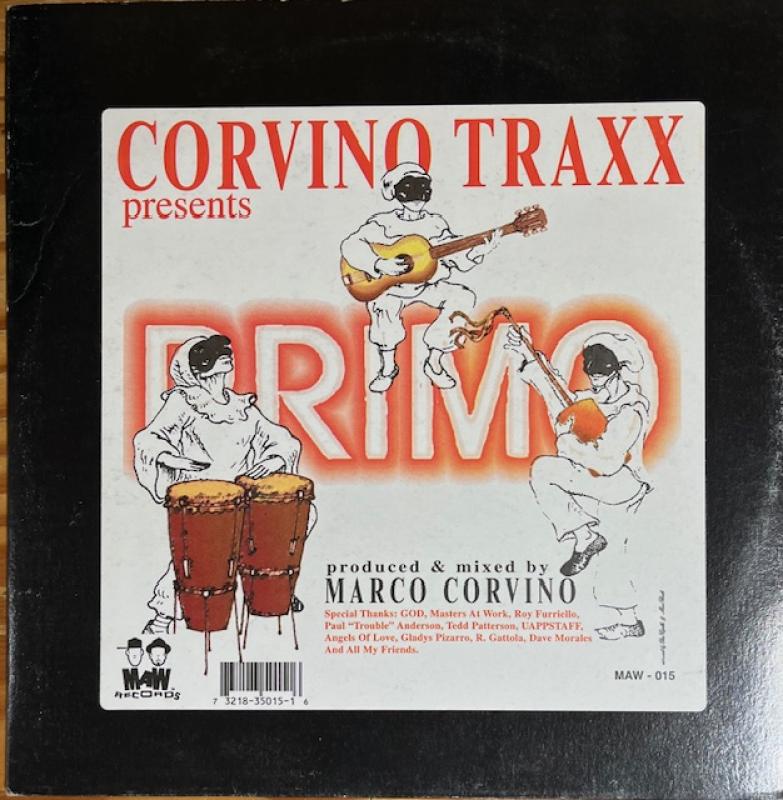 CORVINO TRAXX
presents
PRIMO
produced & mixed by
MARCO CORVINO
Special Thanks: GOD, Masters At Work, Roy Furriello,
Paul “Trouble” Anderson, Tedd Patterson, UAPPSTAFF,
Angels Of Love, Gladys Pizarro, R. Gattola, Dave Morales
And All My Friends.
MAW
RECORDS
7 3218-35015-1 6
MAW - 015